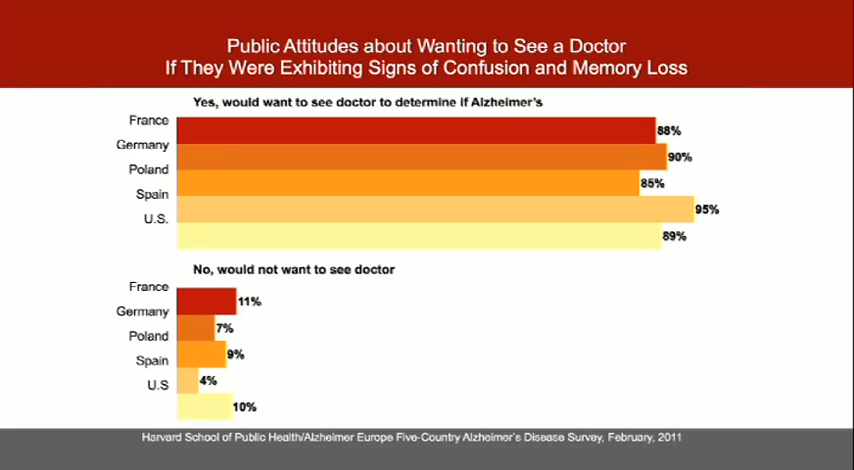 Public Attitudes about Wanting to See a Doctor
If They Were Exhibiting Signs of Confusion and Memory Loss
Yes, would want to see doctor to determine if Alzheimer's
France
88%
Germany
90%
Poland
85%
Spain
95%
U.S.
89%
No, would not want to see doctor
France
11%
Germany
7%
Poland
9%
Spain
4%
U.S
10%
Harvard School of Public Health/Alzheimer Europe Five-Country Alzheimer's Disease Survey, February, 2011